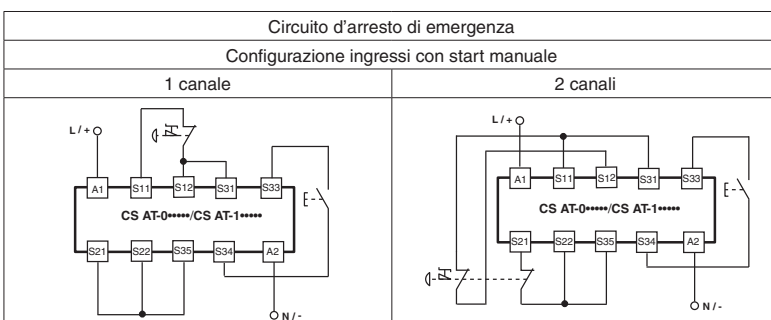 Circuito d'arresto di emergenza
Configurazione ingressi con start manuale
1 canale
2 canali
L / +
A1 S11 S12 S31 S33
CS AT-0•••••/CS AT-1•••••
S21 S22 S35 S34 A2
N / -
L / +
A1 S11 S12 S31 S33
CS AT-0•••••/CS AT-1•••••
S21 S22 S35 S34 A2
N / -